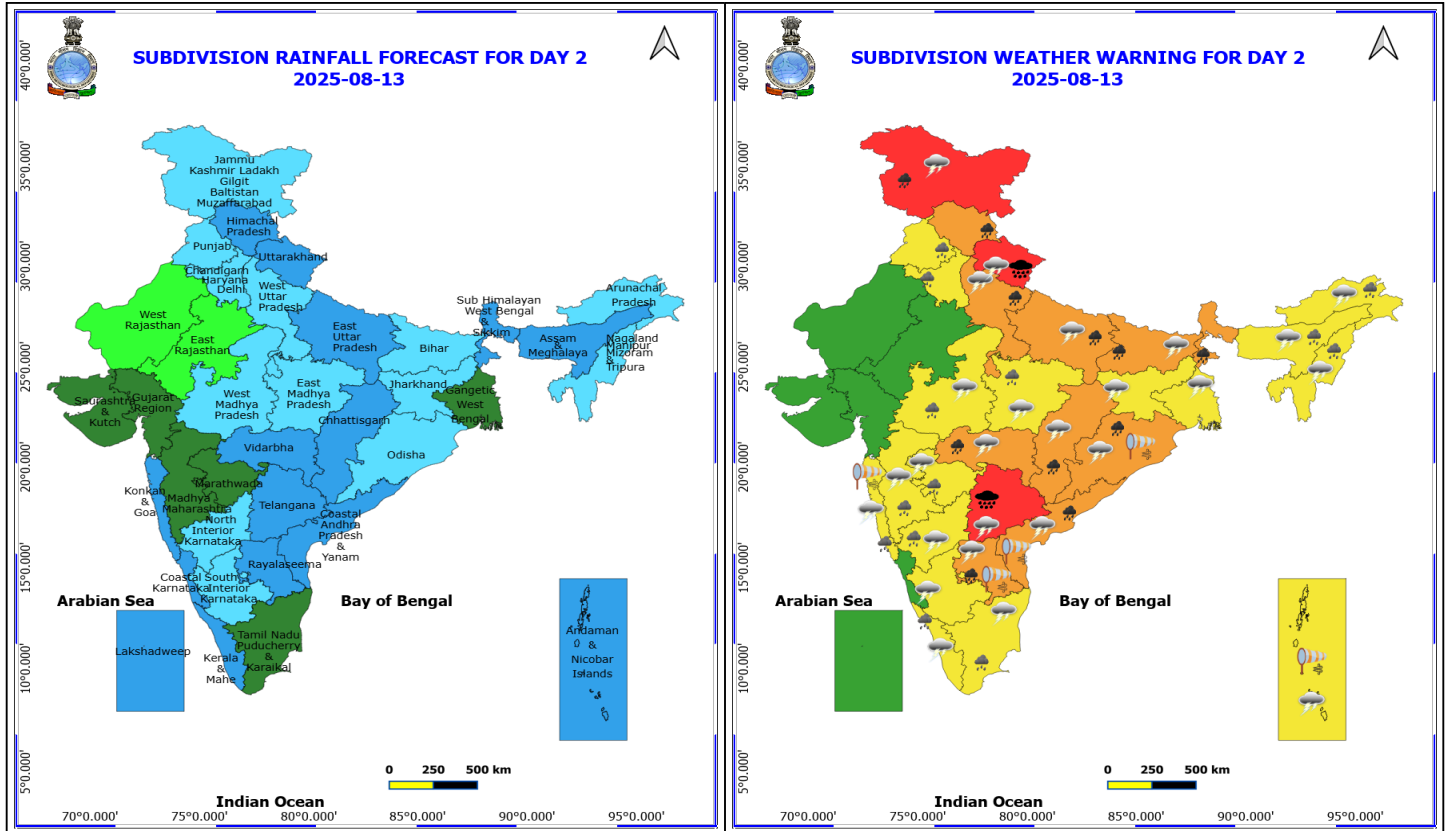 SUBDIVISION RAINFALL FORECAST FOR DAY 2
2025-08-13
40°0.000'
35°0.000'
30°0.000'
25°0.000'
20°0.000'
15°0.000'
10°0.000'
5°0.000'
Jammu
Kashmir Ladakh
Gilgit
Baltistan
Muzaffarabad
Himachal
Pradesh
Punjab
Uttarakhand
Chandigarh
Haryana
Delhi
West
Uttar
Pradesh
Arunachal
Pradesh
Sub Himalayan
West Bengal
&
Sikkim
West
Rajasthan
East
Rajasthan
East
Uttar
Pradesh
Bihar
Assam
&
Meghalaya
Nagaland
Manipur
Mizoram
&
Tripura
Saurashtra
&
Kutch
Gujarat
Region
West
Madhya
Pradesh
East
Madhya
Pradesh
Jharkhand
Gangetic
West
Bengal
Chhattisgarh
Vidarbha
Odisha
Konkan
&
Goa
Marathwada
Madhya
Maharashtra
Telangana
North
Interior
Karnataka
Coastal
Andhra
Pradesh
&
Yanam
Rayalaseema
Coastal
Karnataka
South
Interior
Karnataka
Arabian Sea
Bay of Bengal
Lakshadweep
Kerala
&
Mahe
Tamil Nadu
Puducherry
&
Karaikal
Andaman
&
Nicobar
Islands
0 250 500 km
Indian Ocean
70°0.000' 75°0.000' 80°0.000' 85°0.000' 90°0.000' 95°0.000'
SUBDIVISION WEATHER WARNING FOR DAY 2
2025-08-13
40°0.000'
35°0.000'
30°0.000'
25°0.000'
20°0.000'
15°0.000'
10°0.000'
5°0.000'
Arabian Sea
Bay of Bengal
0 250 500 km
Indian Ocean
70°0.000' 75°0.000' 80°0.000' 85°0.000' 90°0.000' 95°0.000'